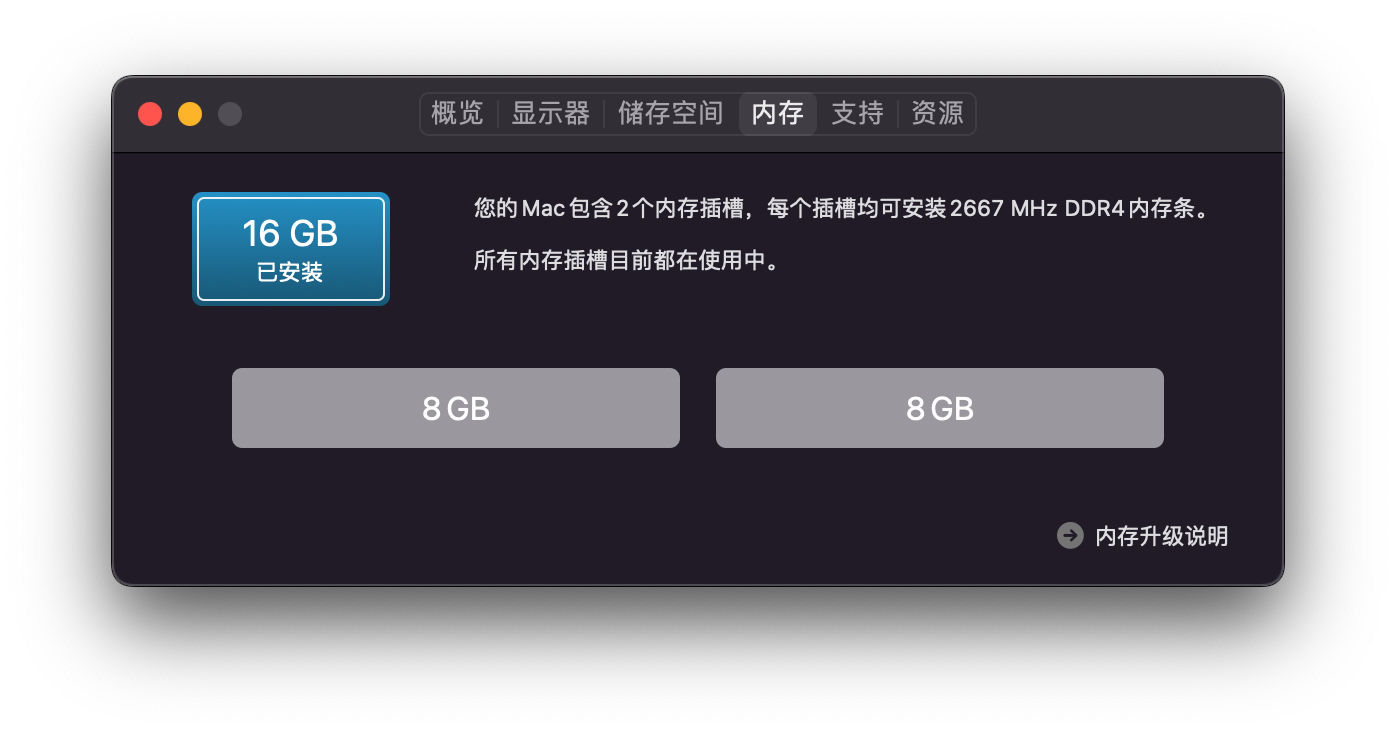 概览 显示器 储存空间 内存 支持 资源
16 GB
已安装
您的 Mac 包含 2 个内存插槽，每个插槽均可安装 2667 MHz DDR4 内存条。
所有内存插槽目前都在使用中。
8 GB 8 GB
内存升级说明